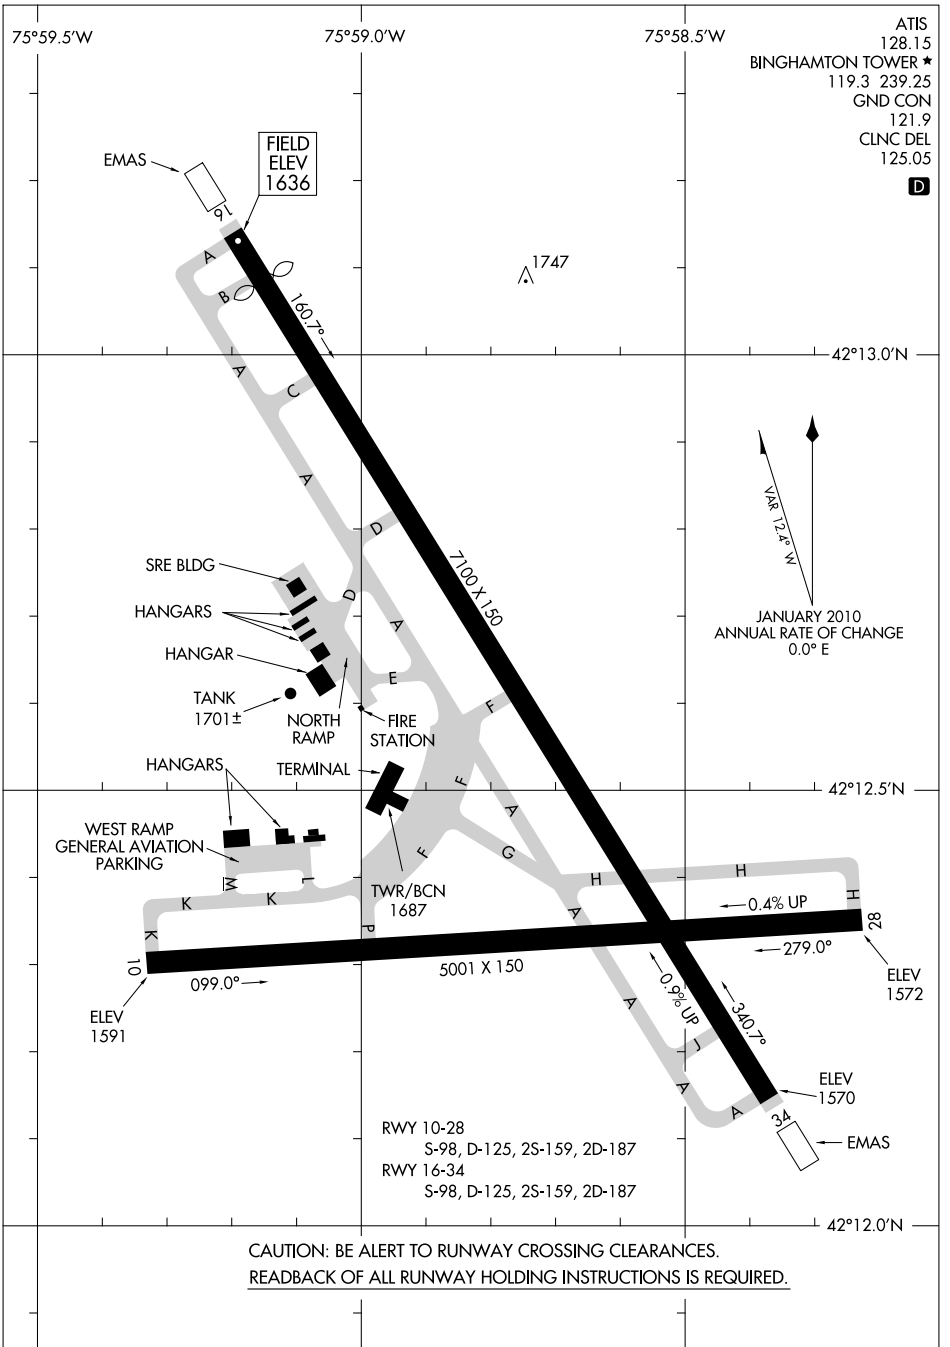 75°59.5'W
75°59.0'W
75°58.5'W
ATIS
128.15
BINGHAMTON TOWER ★
119.3 239.25
GND CON
121.9
CLNC DEL
125.05
D
EMAS
FIELD
ELEV
1636
16
A
B
160.7°
1747
42°13.0'N
A
C
VAR 12.4° W
A
D
7100 X 150
SRE BLDG
D
HANGARS
A
JANUARY 2010
ANNUAL RATE OF CHANGE
0.0° E
HANGAR
E
TANK
1701±
NORTH
RAMP
FIRE
STATION
F
HANGARS
TERMINAL
F
42°12.5'N
A
WEST RAMP
GENERAL AVIATION
PARKING
F
G
M
L
TWR/BCN
1687
H
H
H
K
K
K
P
A
0.4% UP
28
279.0°
10
099.0°
5001 X 150
ELEV
1572
ELEV
1591
0.9% UP
A
340.7°
J
A
A
ELEV
1570
34
EMAS
RWY 10-28
S-98, D-125, 2S-159, 2D-187
RWY 16-34
S-98, D-125, 2S-159, 2D-187
42°12.0'N
CAUTION: BE ALERT TO RUNWAY CROSSING CLEARANCES.
READBACK OF ALL RUNWAY HOLDING INSTRUCTIONS IS REQUIRED.